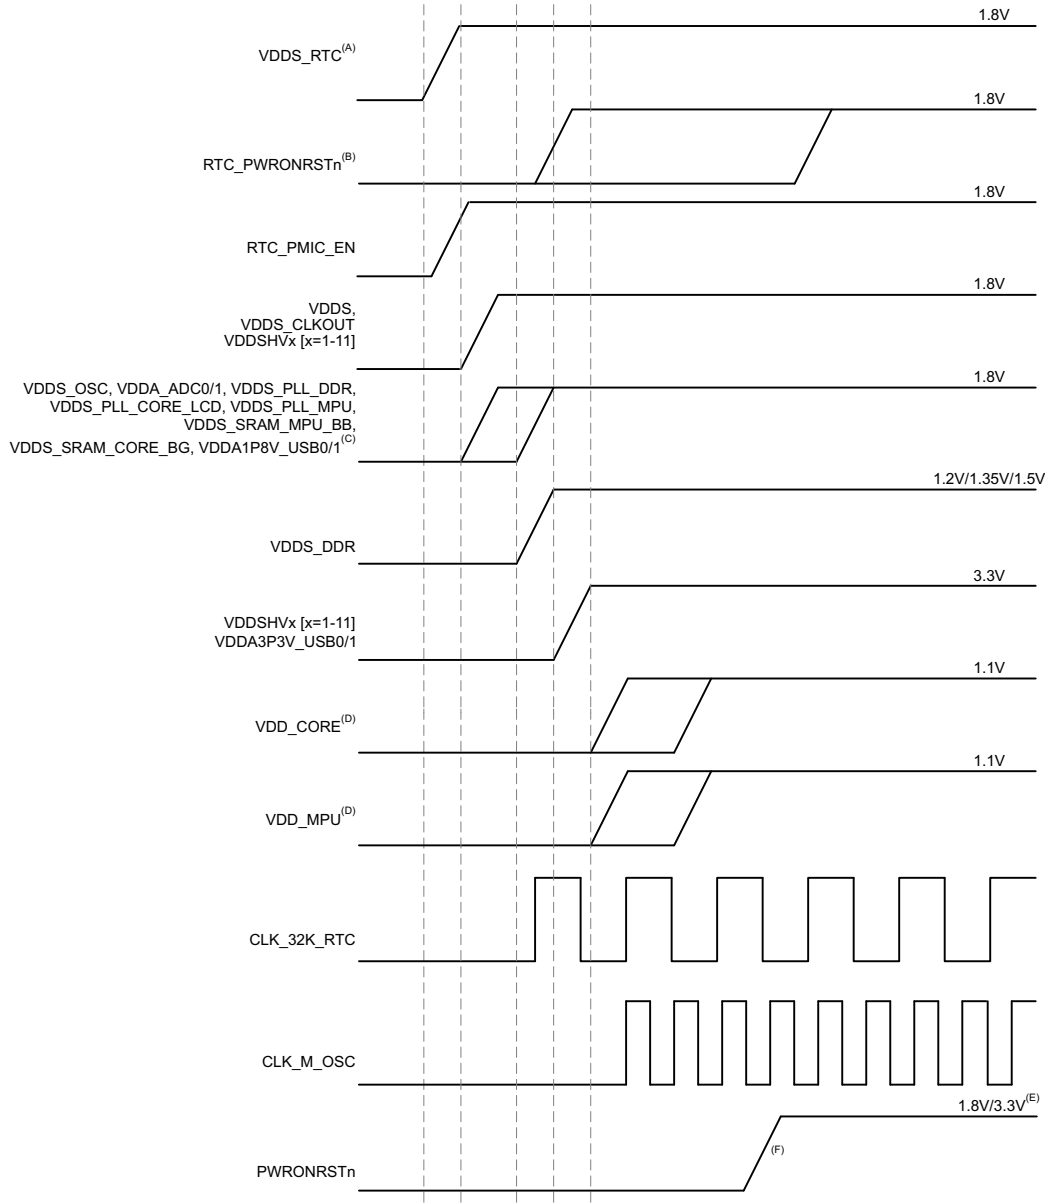 1.8V
VDDS_RTC(A)
1.8V
RTC_PWRONRSTn(B)
1.8V
RTC_PMIC_EN
1.8V
VDDS,
VDDS_CLKOUT
VDDSHVx [x=1-11]
1.8V
VDDS_OSC, VDDA_ADC0/1, VDDS_PLL_DDR,
VDDS_PLL_CORE_LCD, VDDS_PLL_MPU,
VDDS_SRAM_MPU_BB,
VDDS_SRAM_CORE_BG, VDDA1P8V_USB0/1(C)
1.2V/1.35V/1.5V
VDDS_DDR
3.3V
VDDSHVx [x=1-11]
VDDA3P3V_USB0/1
1.1V
VDD_CORE(D)
1.1V
VDD_MPU(D)
CLK_32K_RTC
CLK_M_OSC
1.8V/3.3V(E)
(F)
PWRONRSTn